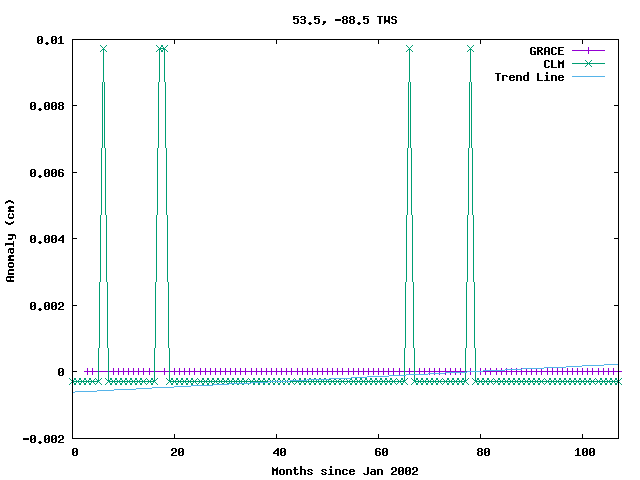 53.5, -88.5 TWS
0.01
GRACE
CLM
Trend Line
0.008
0.006
0.004
0.002
0
-0.002
Anomaly (cm)
0 20 40 60 80 100
Months since Jan 2002